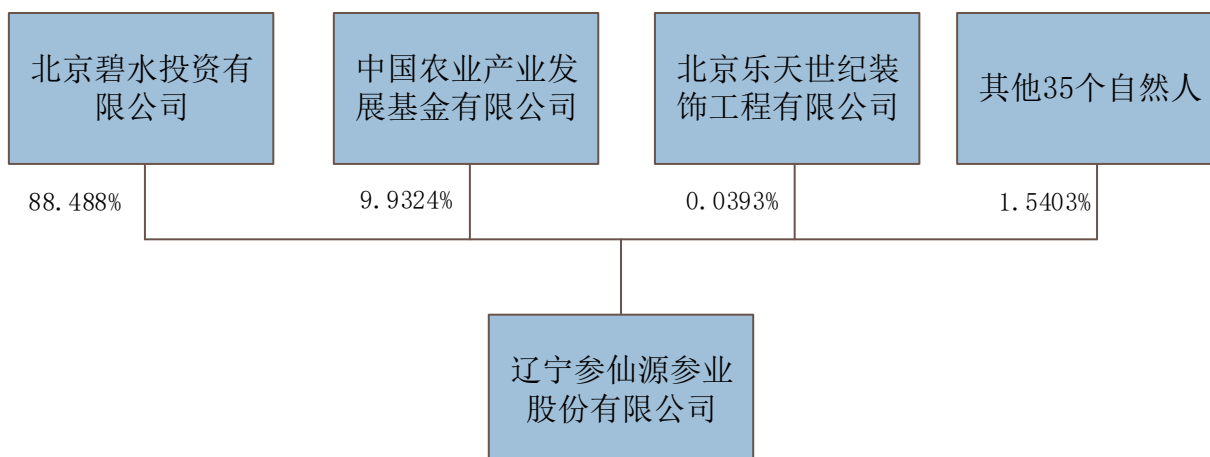 北京碧水投资有
限公司
中国农业产业发
展基金有限公司
北京乐天世纪装
饰工程有限公司
其他35个自然人
88.488%
9.9324%
0.0393%
1.5403%
辽宁参仙源参业
股份有限公司